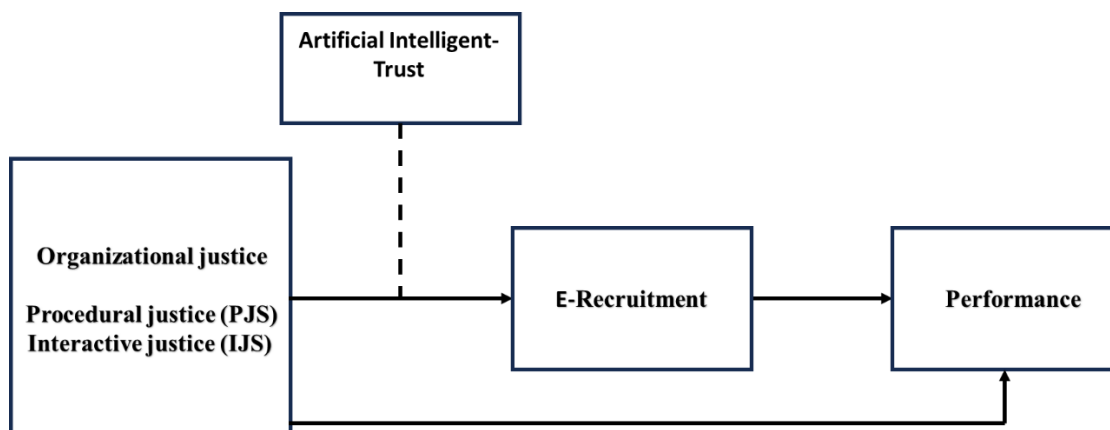 Artificial Intelligent-
Trust
Organizational justice
Procedural justice (PJS)
Interactive justice (IJS)
E-Recruitment
Performance